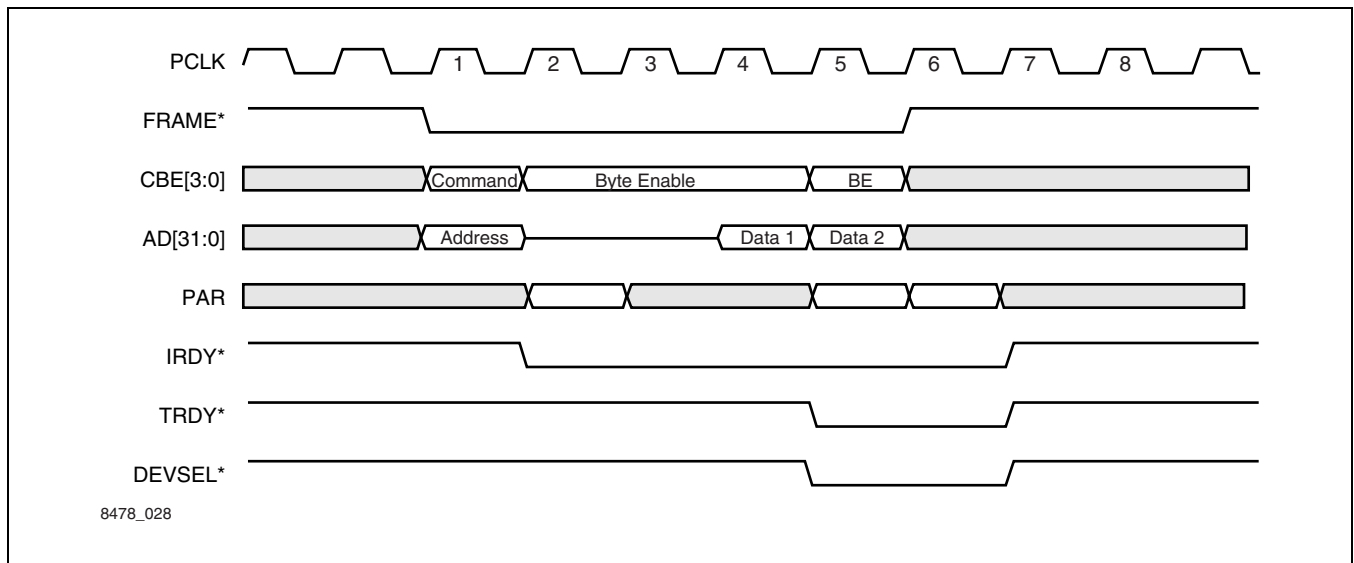 PCLK 1 2 3 4 5 6 7 8
FRAME*
CBE[3:0] Command Byte Enable BE
AD[31:0] Address Data 1 Data 2
PAR
IRDY*
TRDY*
DEVSEL*
8478_028